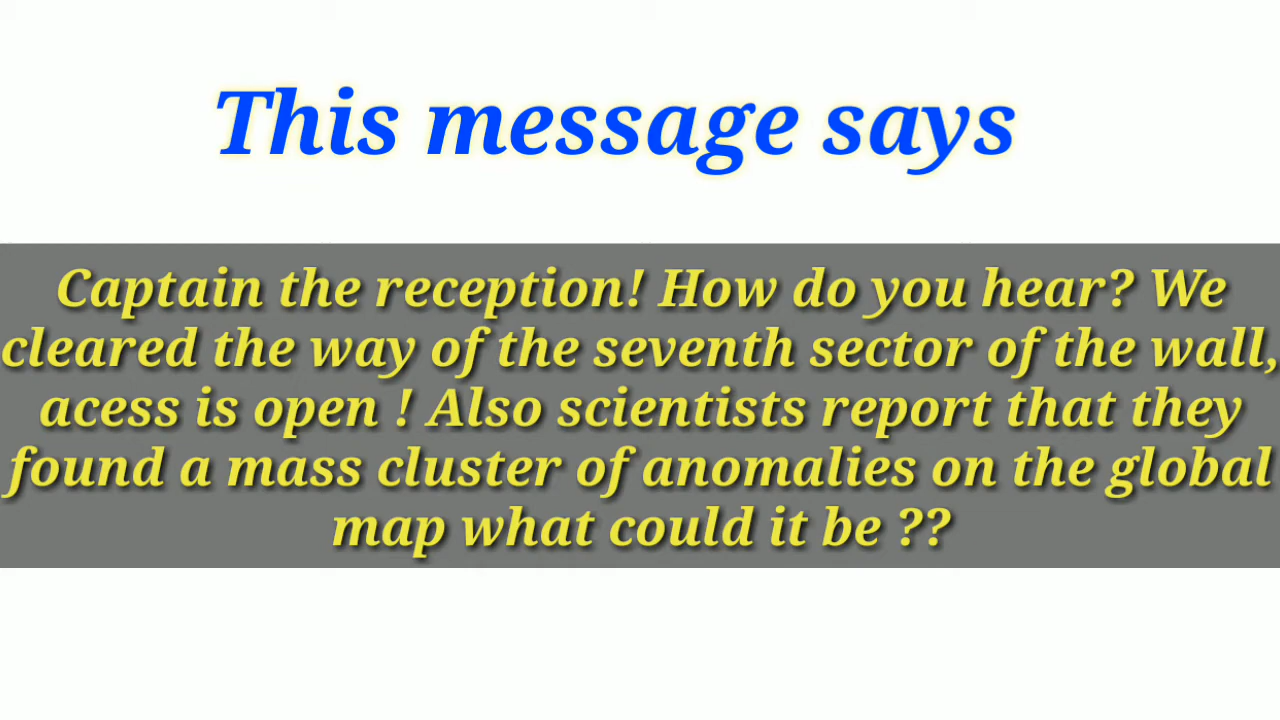 This message says
Captain the reception! How do you hear? We
cleared the way of the seventh sector of the wall,
acess is open ! Also scientists report that they
found a mass cluster of anomalies on the global
map what could it be ??